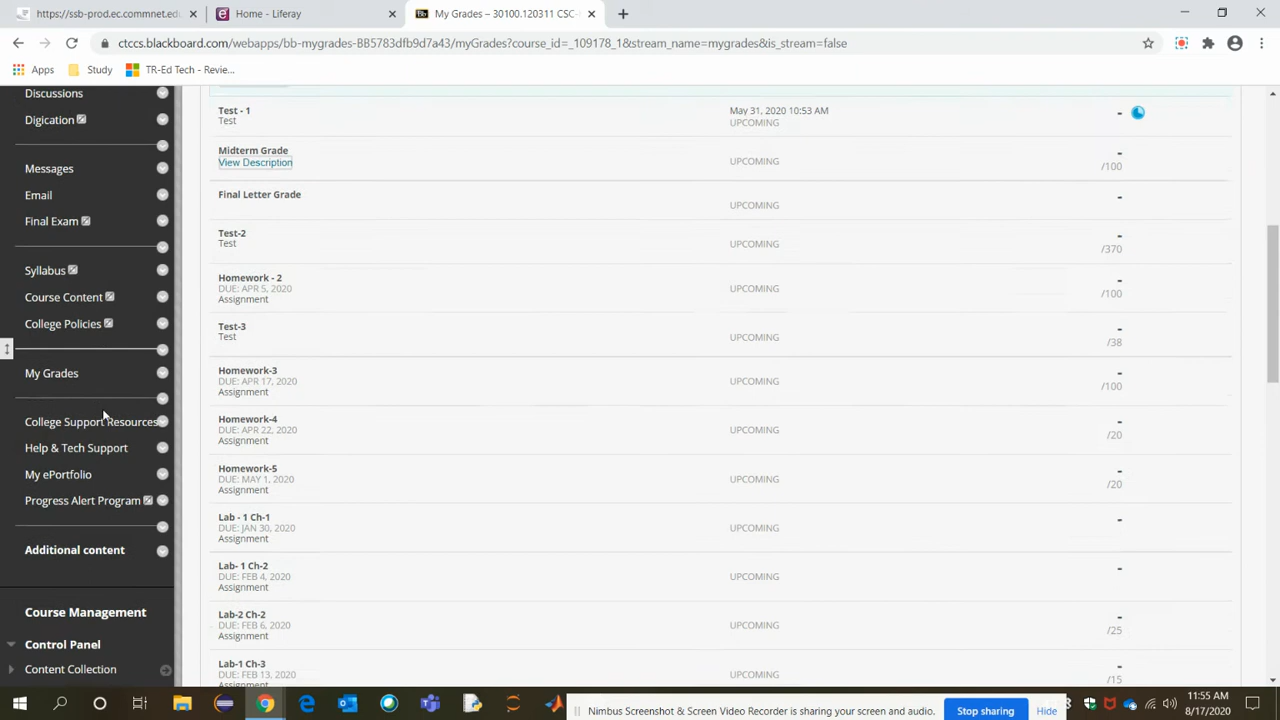 https://ssb-prod.ec.commnet.ed
Home - Liferay
My Grades – 30100.120311 CSC-
ctccs.blackboard.com/webapps/bb-mygrades-BB5783dfb9d7a43/myGrades?course_id=_109178_1&stream_name=mygrades&is_stream=false
Apps
Study
TR-Ed Tech - Revie...
Discussions
Digication
Messages
Email
Final Exam
Syllabus
Course Content
College Policies
My Grades
College Support Resources
Help & Tech Support
My ePortfolio
Progress Alert Program
Additional content
Course Management
Control Panel
Content Collection
Test - 1
May 31, 2020 10:53 AM
-
Test
UPCOMING
Midterm Grade
-
View Description
UPCOMING
/100
Final Letter Grade
-
UPCOMING
Test-2
-
Test
UPCOMING
/370
Homework - 2
-
DUE: APR 5, 2020
UPCOMING
/100
Assignment
Test-3
-
Test
UPCOMING
/38
Homework-3
-
DUE: APR 17, 2020
UPCOMING
/100
Assignment
Homework-4
-
DUE: APR 22, 2020
UPCOMING
/20
Assignment
Homework-5
-
DUE: MAY 1, 2020
UPCOMING
/20
Assignment
Lab - 1 Ch-1
-
DUE: JAN 30, 2020
UPCOMING
Assignment
Lab- 1 Ch-2
-
DUE: FEB 4, 2020
UPCOMING
Assignment
Lab-2 Ch-2
-
DUE: FEB 6, 2020
UPCOMING
/25
Assignment
Lab-1 Ch-3
-
DUE: FEB 13, 2020
UPCOMING
/15
Assignment
Nimbus Screenshot & Screen Video Recorder is sharing your screen and audio.
Stop sharing
Hide
11:55 AM
8/17/2020